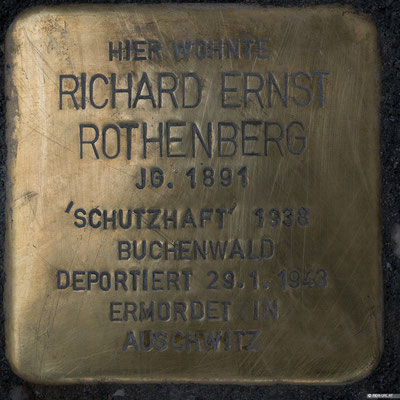 HIER WOHNTE
RICHARD ERNST
ROTHENBERG
JG. 1891
'SCHUTZHAFT' 1938
BUCHENWALD
DEPORTIERT 29.1.1943
ERMORDET IN
AUSCHWITZ